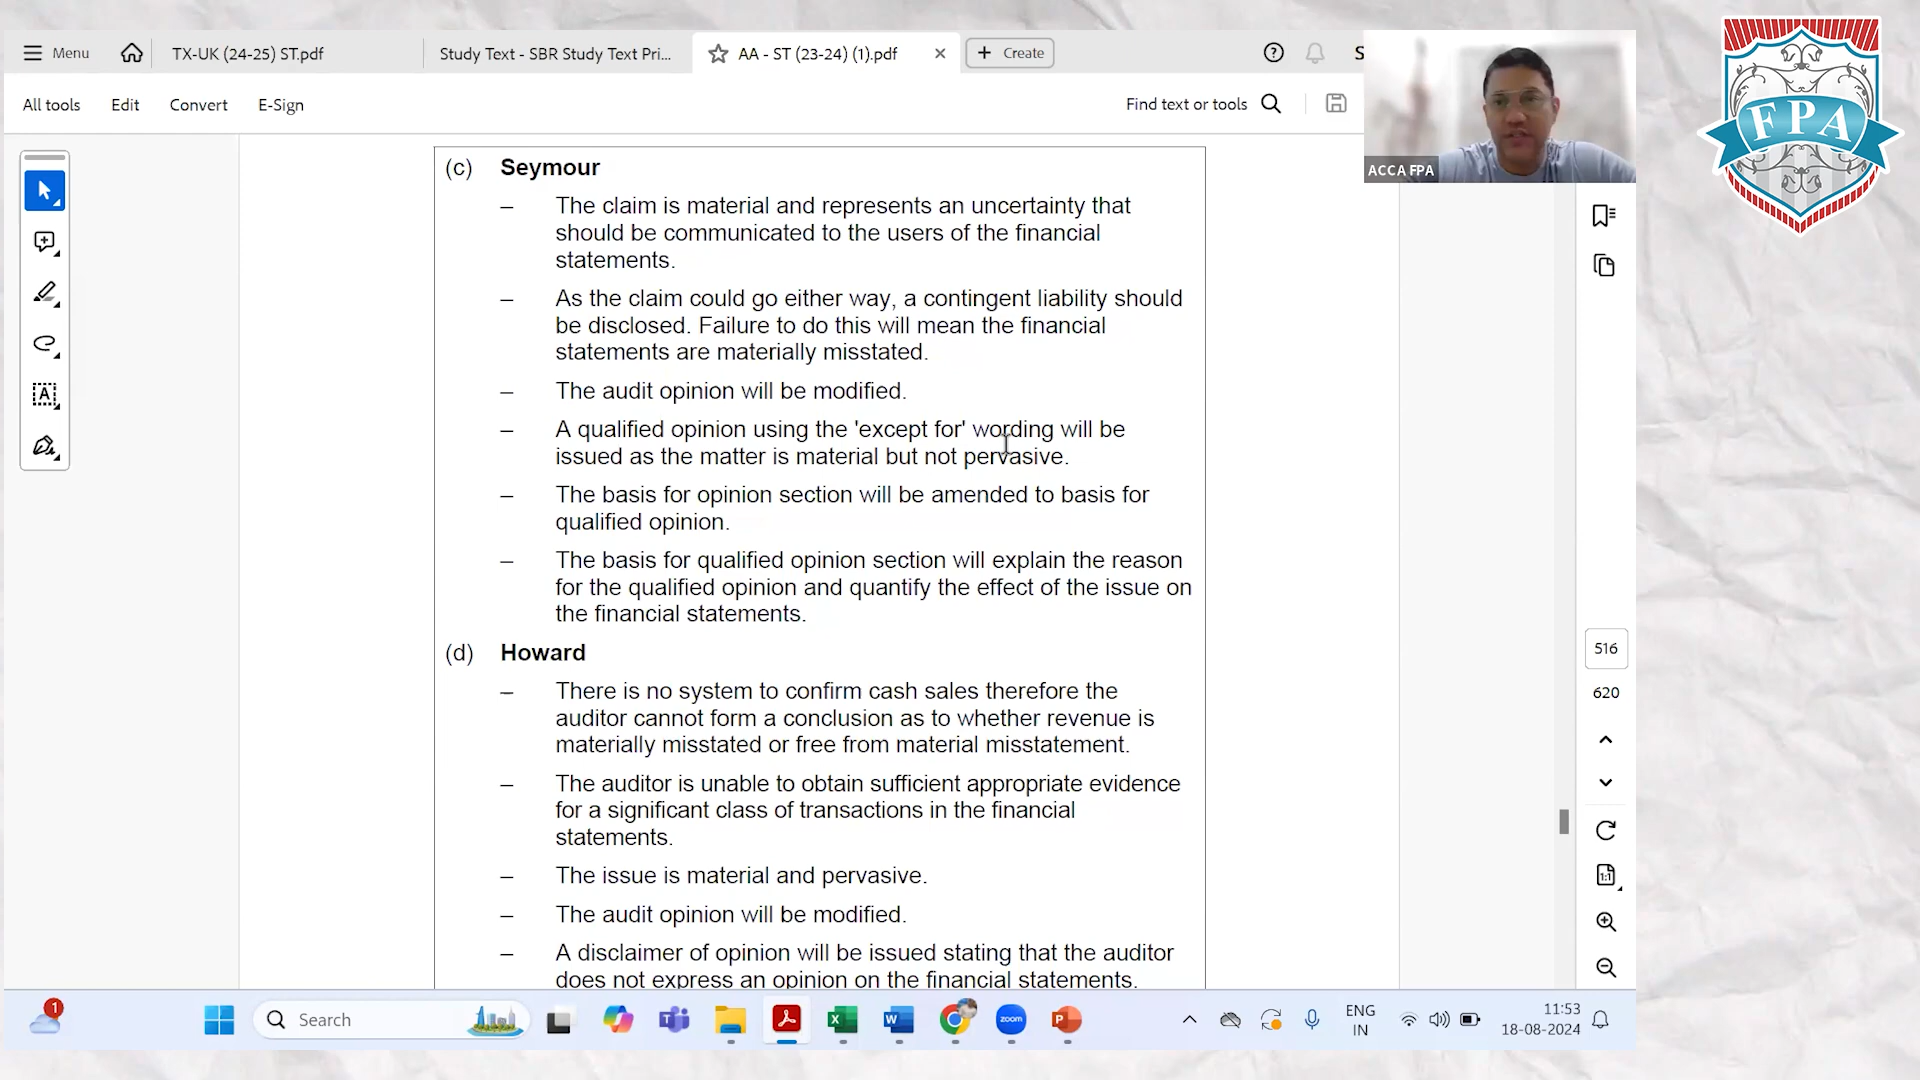 Menu
TX-UK (24-25) ST.pdf
Study Text - SBR Study Text Pri...
AA - ST (23-24) (1).pdf
Create
S
All tools
Edit
Convert
E-Sign
Find text or tools
ACCA FPA
FPA
(c) Seymour
– The claim is material and represents an uncertainty that
should be communicated to the users of the financial
statements.
– As the claim could go either way, a contingent liability should
be disclosed. Failure to do this will mean the financial
statements are materially misstated.
– The audit opinion will be modified.
– A qualified opinion using the 'except for' wording will be
issued as the matter is material but not pervasive.
– The basis for opinion section will be amended to basis for
qualified opinion.
– The basis for qualified opinion section will explain the reason
for the qualified opinion and quantify the effect of the issue on
the financial statements.
(d) Howard
– There is no system to confirm cash sales therefore the
auditor cannot form a conclusion as to whether revenue is
materially misstated or free from material misstatement.
– The auditor is unable to obtain sufficient appropriate evidence
for a significant class of transactions in the financial
statements.
– The issue is material and pervasive.
– The audit opinion will be modified.
– A disclaimer of opinion will be issued stating that the auditor
does not express an opinion on the financial statements.
516
620
1:1
1
Search
zoom
ENG
IN
11:53
18-08-2024